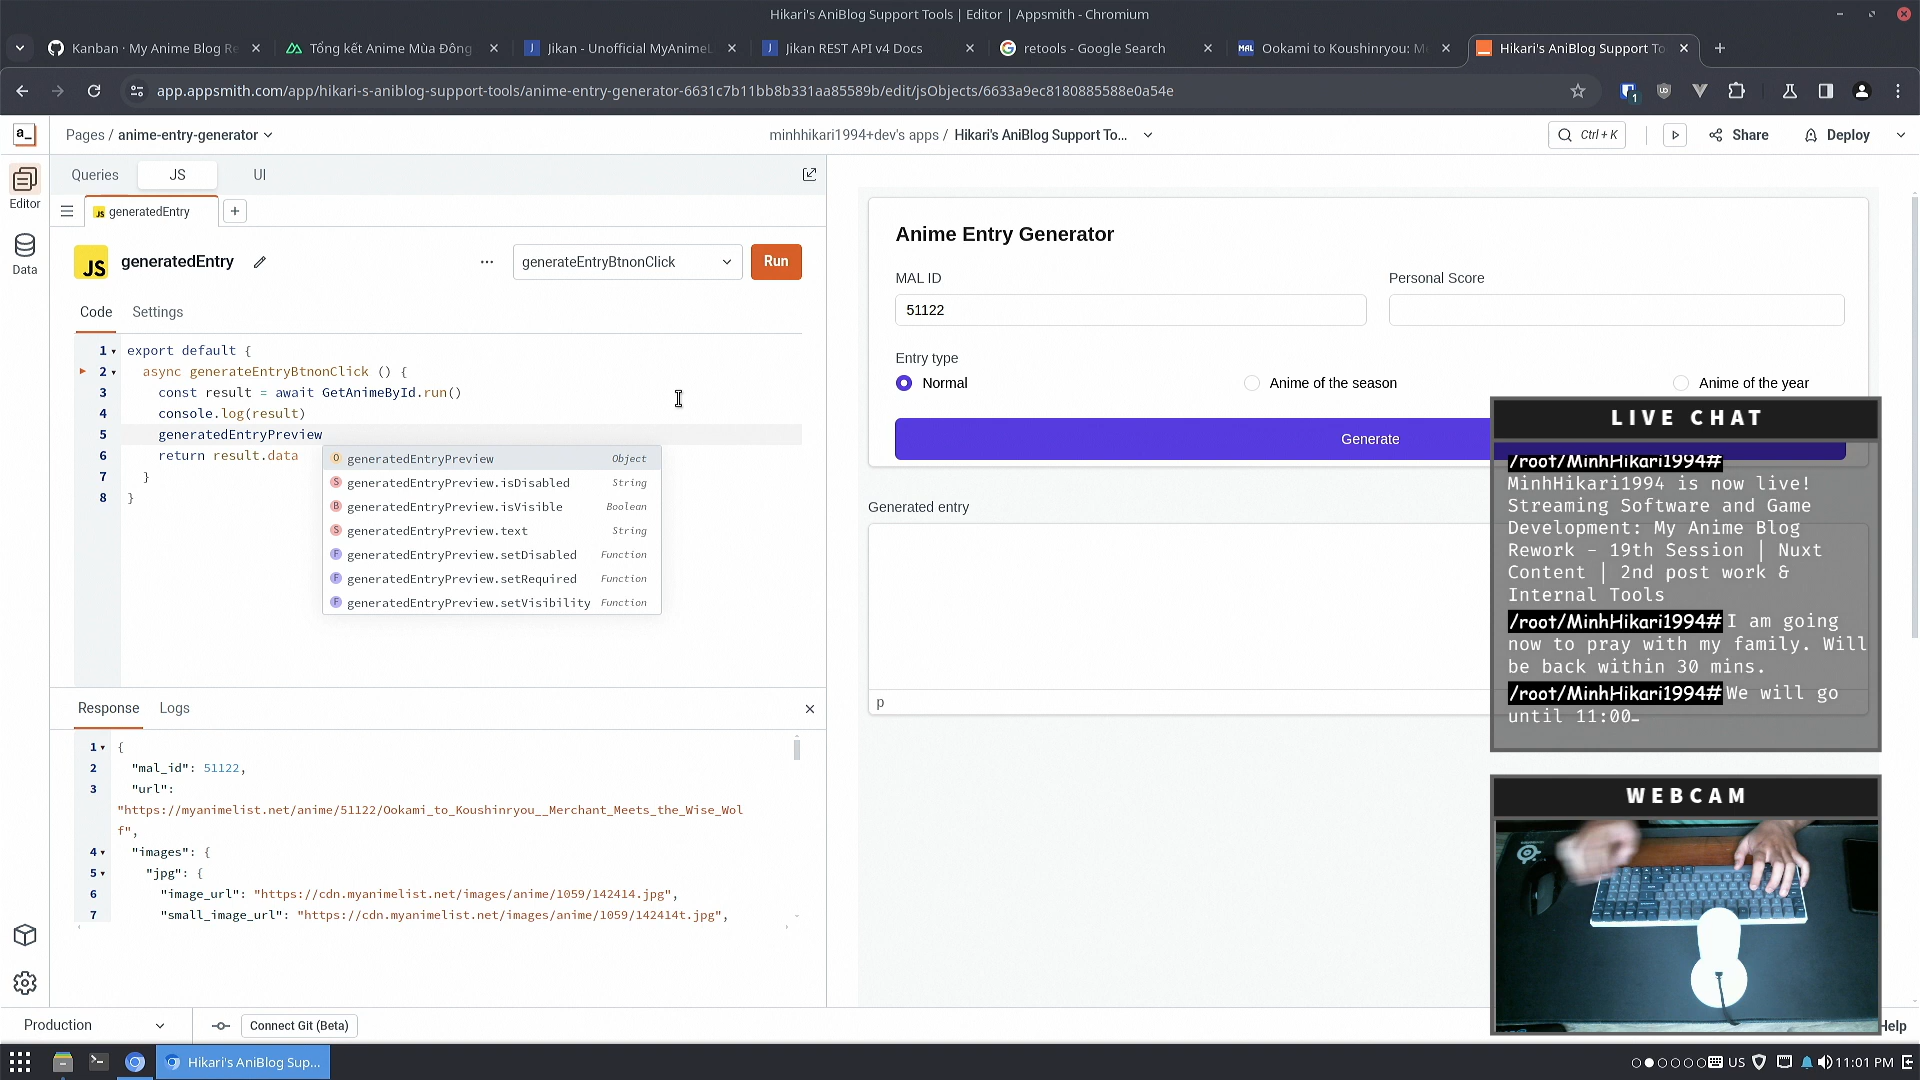 Hikari's AniBlog Support Tools | Editor | Appsmith - Chromium
Kanban · My Anime Blog Re
Tổng kết Anime Mùa Đông
Jikan - Unofficial MyAnimeL
Jikan REST API v4 Docs
retools - Google Search
MAL
Ookami to Koushinryou: M
Hikari's AniBlog Support To
app.appsmith.com/app/hikari-s-aniblog-support-tools/anime-entry-generator-6631c7b11bb8b331aa85589b/edit/jsObjects/6633a9ec8180885588e0a54e
1
a_
Pages / anime-entry-generator
minhhikari1994+dev's apps / Hikari's AniBlog Support To...
Ctrl + K
Share
Deploy
Editor
Data
Queries
JS
UI
JS generatedEntry
JS
generatedEntry
generateEntryBtnonClick
Run
Code
Settings
1 export default {
2 async generateEntryBtnonClick () {
3 const result = await GetAnimeById.run()
4 console.log(result)
5 generatedEntryPreview
6 return result.data
7 }
8 }
O generatedEntryPreview Object
S generatedEntryPreview.isDisabled String
B generatedEntryPreview.isVisible Boolean
S generatedEntryPreview.text String
F generatedEntryPreview.setDisabled Function
F generatedEntryPreview.setRequired Function
F generatedEntryPreview.setVisibility Function
Response
Logs
1 {
2 "mal_id": 51122,
3 "url":
"https://myanimelist.net/anime/51122/Ookami_to_Koushinryou__Merchant_Meets_the_Wise_Wol
f",
4 "images": {
5 "jpg": {
6 "image_url": "https://cdn.myanimelist.net/images/anime/1059/142414.jpg",
7 "small_image_url": "https://cdn.myanimelist.net/images/anime/1059/142414t.jpg",
Anime Entry Generator
MAL ID
Personal Score
51122
Entry type
Normal
Anime of the season
Anime of the year
Generate
Generated entry
p
LIVE CHAT
/root/MinhHikari1994#
MinhHikari1994 is now live!
Streaming Software and Game
Development: My Anime Blog
Rework - 19th Session | Nuxt
Content | 2nd post work &
Internal Tools
/root/MinhHikari1994# I am going
now to pray with my family. Will
be back within 30 mins.
/root/MinhHikari1994# We will go
until 11:00_
WEBCAM
Production
Connect Git (Beta)
Help
Hikari's AniBlog Sup...
US
11:01 PM